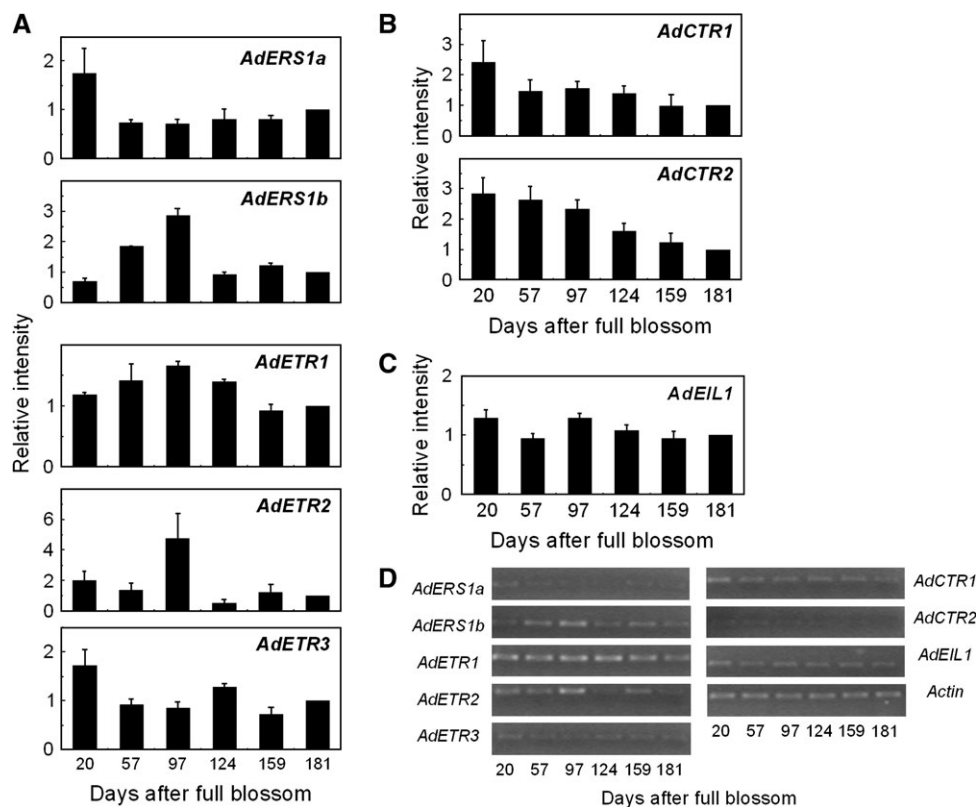 A
AdERS1a
2
1
0
AdERS1b
3
2
1
0
AdETR1
1
0
AdETR2
6
4
2
0
AdETR3
2
1
0
Relative intensity
20 57 97 124 159 181
Days after full blossom
B
AdCTR1
3
2
1
0
AdCTR2
3
2
1
0
Relative intensity
20 57 97 124 159 181
Days after full blossom
C
AdEIL1
2
1
0
Relative intensity
20 57 97 124 159 181
Days after full blossom
D
AdERS1a
AdERS1b
AdETR1
AdETR2
AdETR3
20 57 97 124 159 181
AdCTR1
AdCTR2
AdEIL1
Actin
20 57 97 124 159 181
Days after full blossom